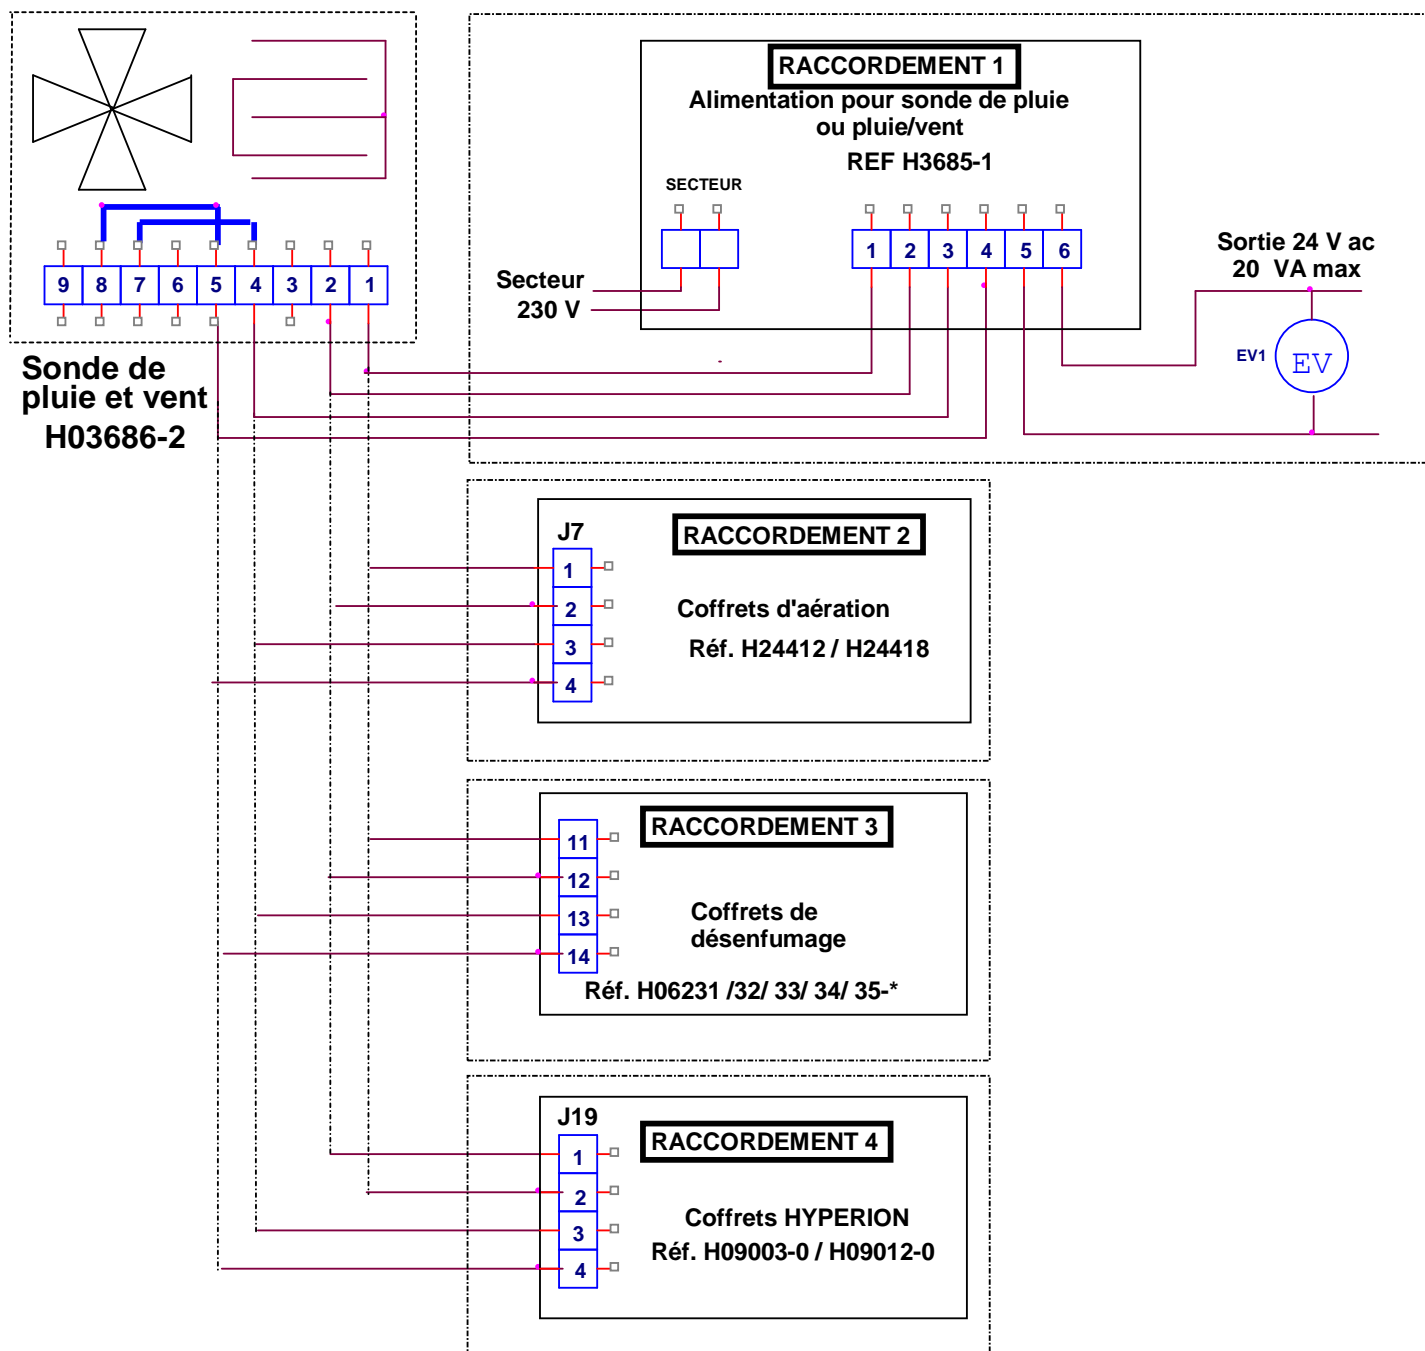 RACCORDEMENT 1
Alimentation pour sonde de pluie
ou pluie/vent
REF H3685-1
SECTEUR
1 2 3 4 5 6
Secteur
230 V
Sortie 24 V ac
20 VA max
EV1
EV
9 8 7 6 5 4 3 2 1
Sonde de
pluie et vent
H03686-2
J7
RACCORDEMENT 2
1
2
3
4
Coffrets d'aération
Réf. H24412 / H24418
RACCORDEMENT 3
11
12
13
14
Coffrets de
désenfumage
Réf. H06231 /32/ 33/ 34/ 35-*
J19
RACCORDEMENT 4
1
2
3
4
Coffrets HYPERION
Réf. H09003-0 / H09012-0